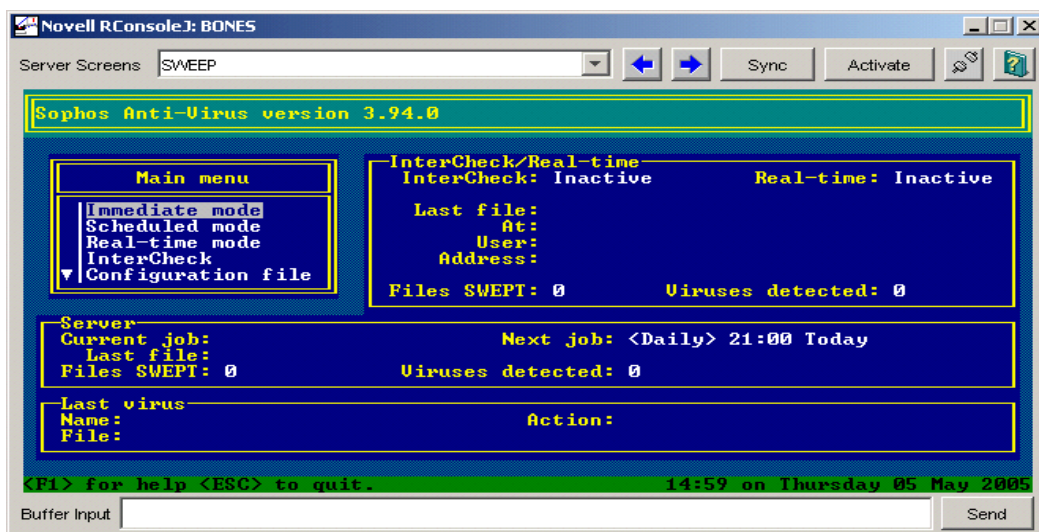 Novell RConsoleJ: BONES
Server Screens SWEEP Sync Activate
Sophos Anti-Virus version 3.94.0
Main menu
Immediate mode
Scheduled mode
Real-time mode
InterCheck
Configuration file
InterCheck/Real-time
InterCheck: Inactive Real-time: Inactive
Last file:
At:
User:
Address:
Files SWEPT: 0 Viruses detected: 0
Server
Current job: Next job: <Daily> 21:00 Today
Last file:
Files SWEPT: 0 Viruses detected: 0
Last virus
Name: Action:
File:
<F1> for help <ESC> to quit. 14:59 on Thursday 05 May 2005
Buffer Input Send